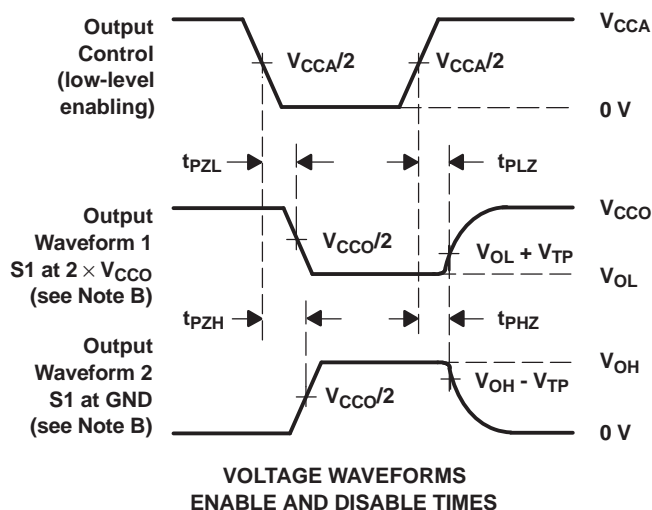 Output
Control
(low-level
enabling)
VCCA/2
VCCA/2
VCCA
0 V
tPZL
tPLZ
Output
Waveform 1
S1 at 2 × VCCO
(see Note B)
VCCO/2
VCCO
VOL + VTP
VOL
tPZH
tPHZ
Output
Waveform 2
S1 at GND
(see Note B)
VCCO/2
VOH
VOH - VTP
0 V
VOLTAGE WAVEFORMS
ENABLE AND DISABLE TIMES